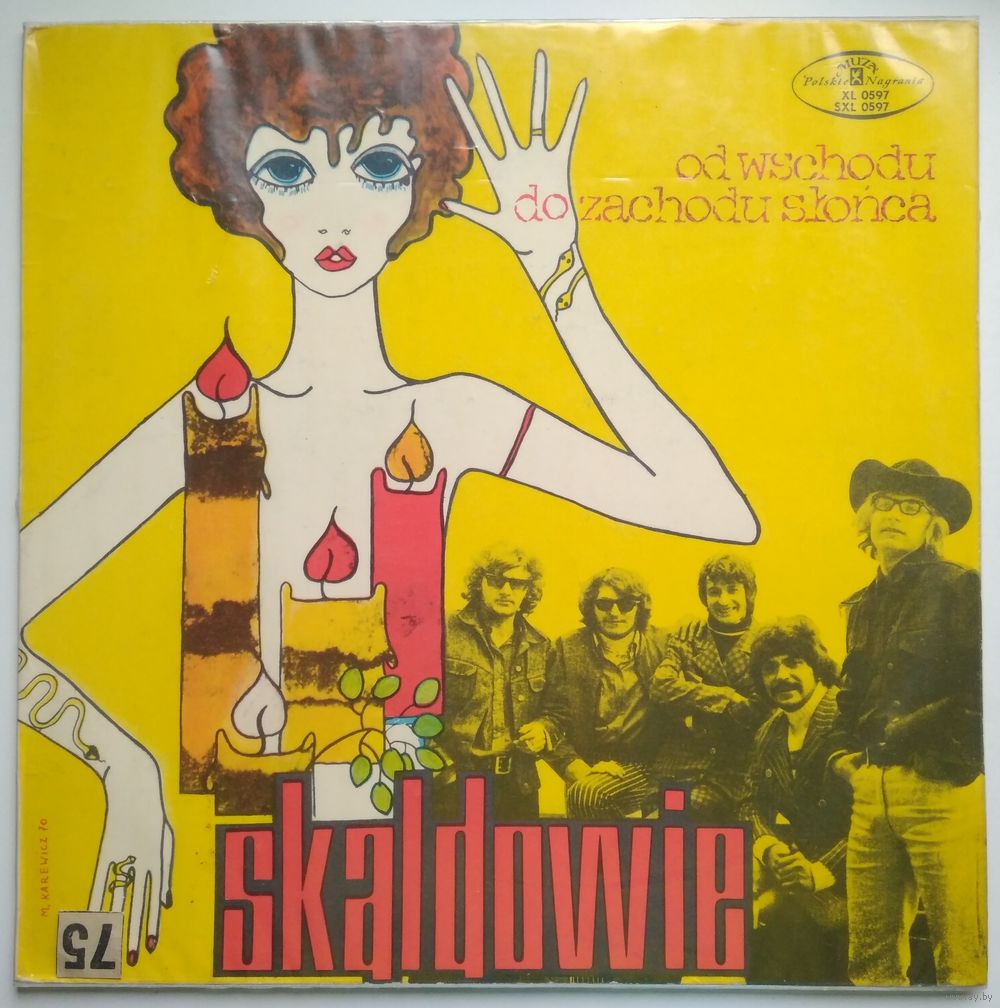 MUZA
Polskie Nagrania
XL 0597
SXL 0597
od wschodu
do zachodu słońca
skaldowie
M. KAREWICZ 70
75